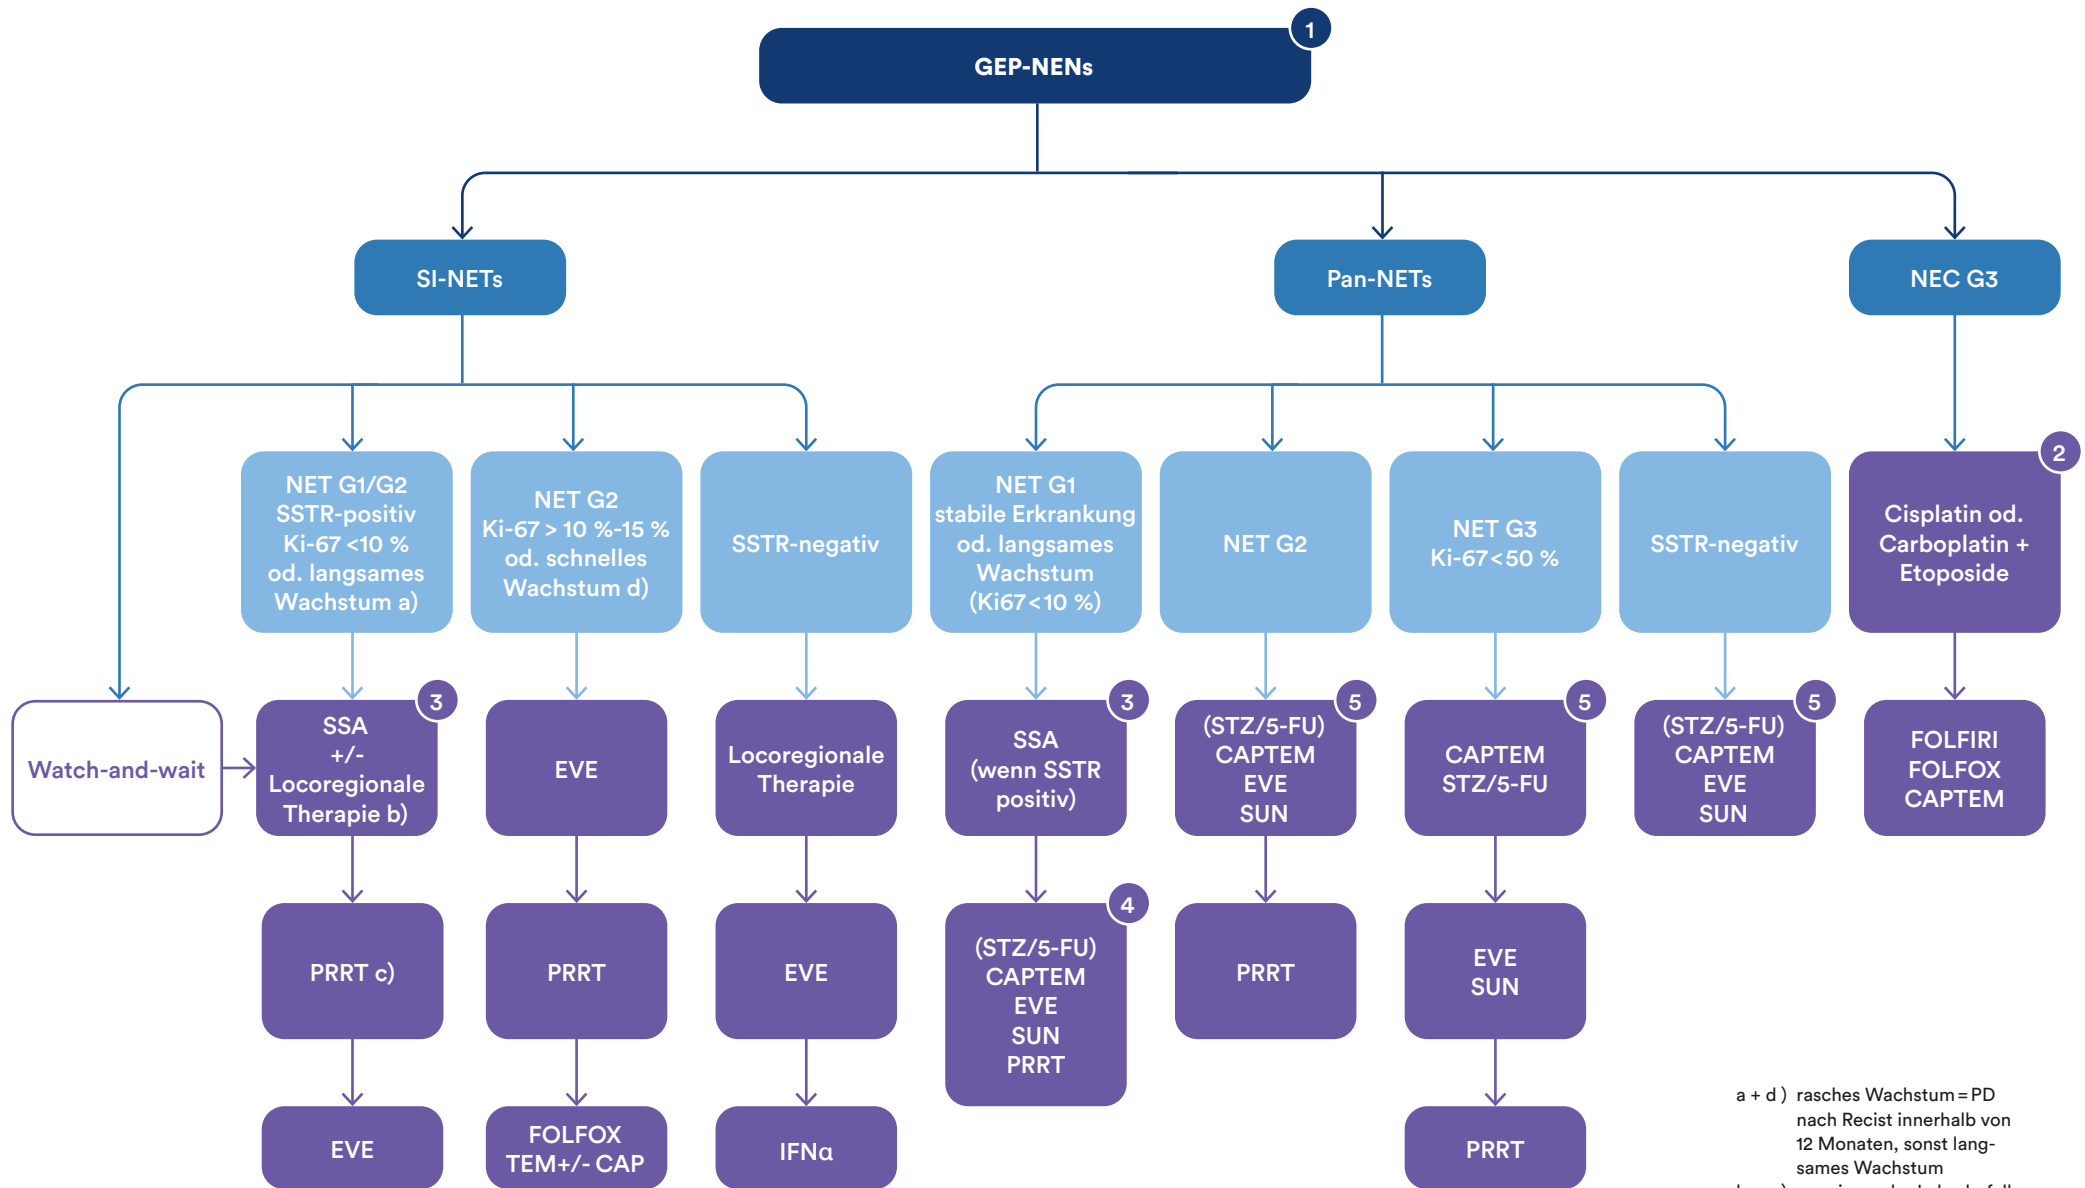 1
GEP-NENs
SI-NETs
Pan-NETs
NEC G3
NET G1/G2
SSTR-positiv
Ki-67 <10 %
od. langsames
Wachstum a)
NET G2
Ki-67 > 10 %-15 %
od. schnelles
Wachstum d)
SSTR-negativ
NET G1
stabile Erkrankung
od. langsames
Wachstum
(Ki67<10 %)
NET G2
NET G3
Ki-67<50 %
SSTR-negativ
2
Cisplatin od.
Carboplatin +
Etoposide
Watch-and-wait
3
SSA
+/-
Locoregionale
Therapie b)
EVE
Locoregionale
Therapie
3
SSA
(wenn SSTR
positiv)
5
(STZ/5-FU)
CAPTEM
EVE
SUN
5
CAPTEM
STZ/5-FU
5
(STZ/5-FU)
CAPTEM
EVE
SUN
FOLFIRI
FOLFOX
CAPTEM
PRRT c)
PRRT
EVE
4
(STZ/5-FU)
CAPTEM
EVE
SUN
PRRT
PRRT
EVE
SUN
EVE
FOLFOX
TEM+/- CAP
IFNα
PRRT
a + d ) rasches Wachstum = PD
nach Recist innerhalb von
12 Monaten, sonst lang-
sames Wachstum